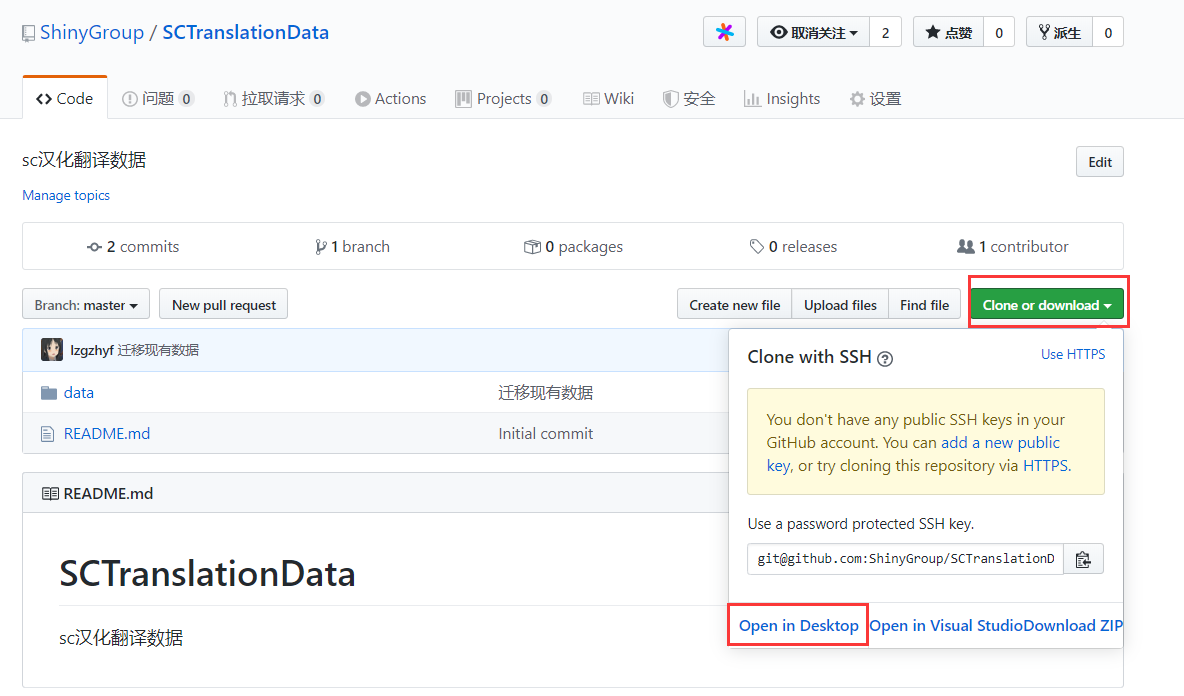 ShinyGroup / SCTranslationData
取消关注 2
点赞 0
派生 0
Code
问题 0
拉取请求 0
Actions
Projects 0
Wiki
安全
Insights
设置
sc汉化翻译数据
Edit
Manage topics
2 commits
1 branch
0 packages
0 releases
1 contributor
Branch: master
New pull request
Create new file
Upload files
Find file
Clone or download
lzgzhyf 迁移现有数据
data 迁移现有数据
README.md Initial commit
README.md
SCTranslationData
sc汉化翻译数据
Clone with SSH
Use HTTPS
You don't have any public SSH keys in your
GitHub account. You can add a new public
key, or try cloning this repository via HTTPS.
Use a password protected SSH key.
git@github.com:ShinyGroup/SCTranslationD
Open in Desktop
Open in Visual Studio
Download ZIP